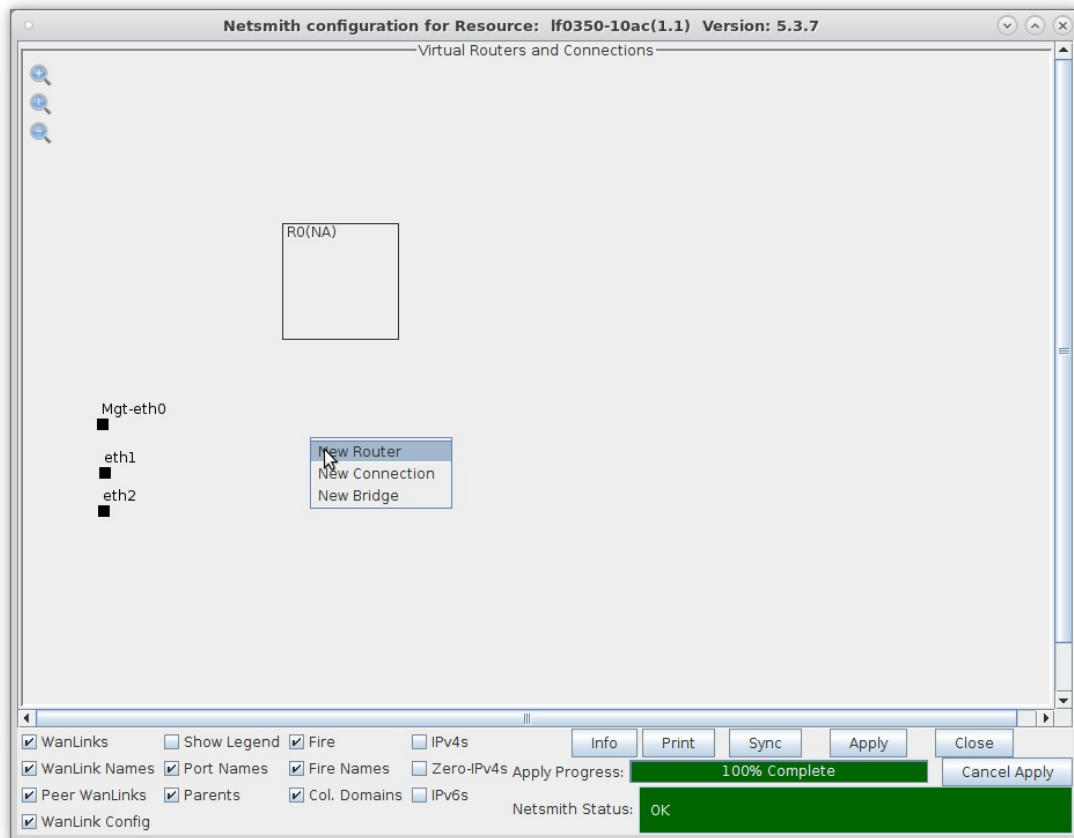 Netsmith configuration for Resource:  lf0350-10ac(1.1)  Version: 5.3.7
Virtual Routers and Connections
R0(NA)
Mgt-eth0
eth1
eth2
New Router
New Connection
New Bridge
WanLinks Show Legend Fire IPv4s Info Print Sync Apply Close
WanLink Names Port Names Fire Names Zero-IPv4s Apply Progress: 100% Complete Cancel Apply
Peer WanLinks Parents Col. Domains IPv6s Netsmith Status: OK
WanLink Config